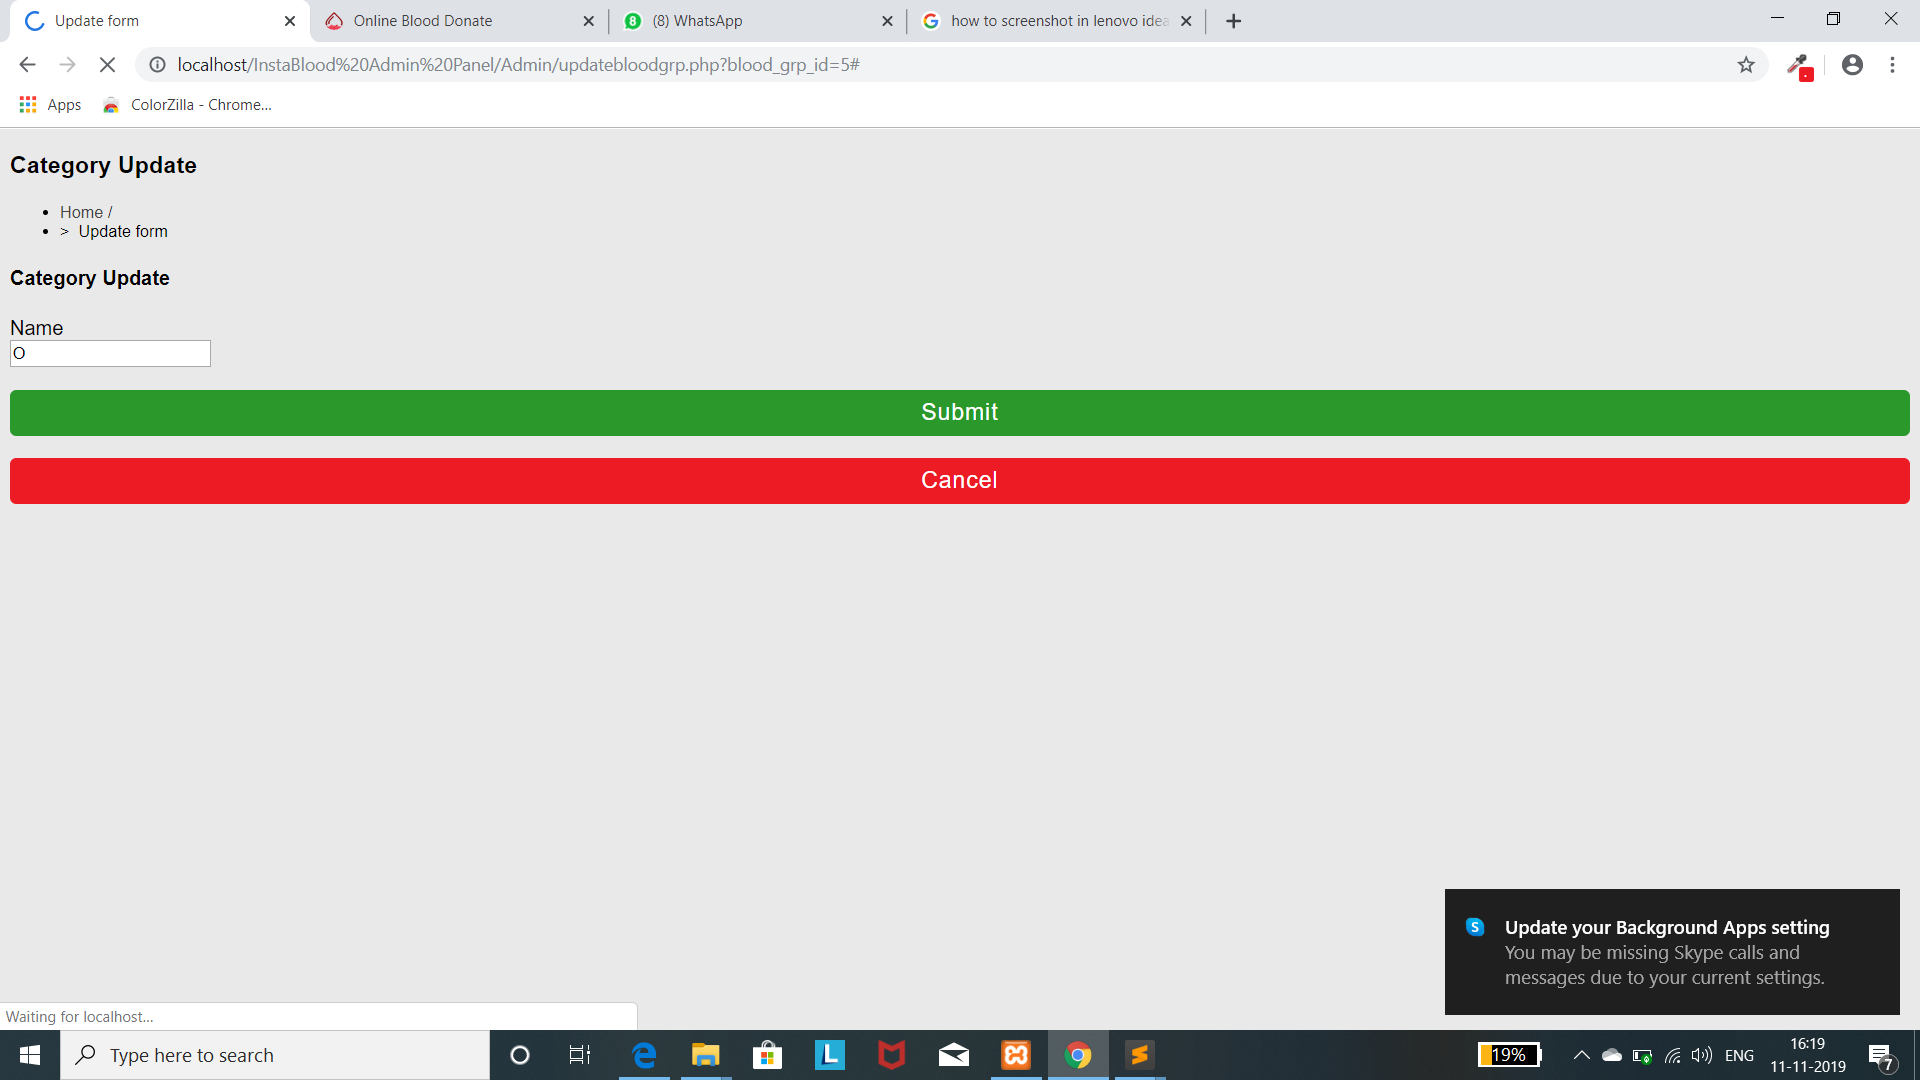 Update form
Online Blood Donate
8
(8) WhatsApp
how to screenshot in lenovo idea
localhost/InstaBlood%20Admin%20Panel/Admin/updatebloodgrp.php?blood_grp_id=5#
Apps
ColorZilla - Chrome...
Category Update
Home /
> Update form
Category Update
Name
O
Submit
Cancel
S
Update your Background Apps setting
You may be missing Skype calls and
messages due to your current settings.
Waiting for localhost...
Type here to search
L
19%
ENG
16:19
11-11-2019
7